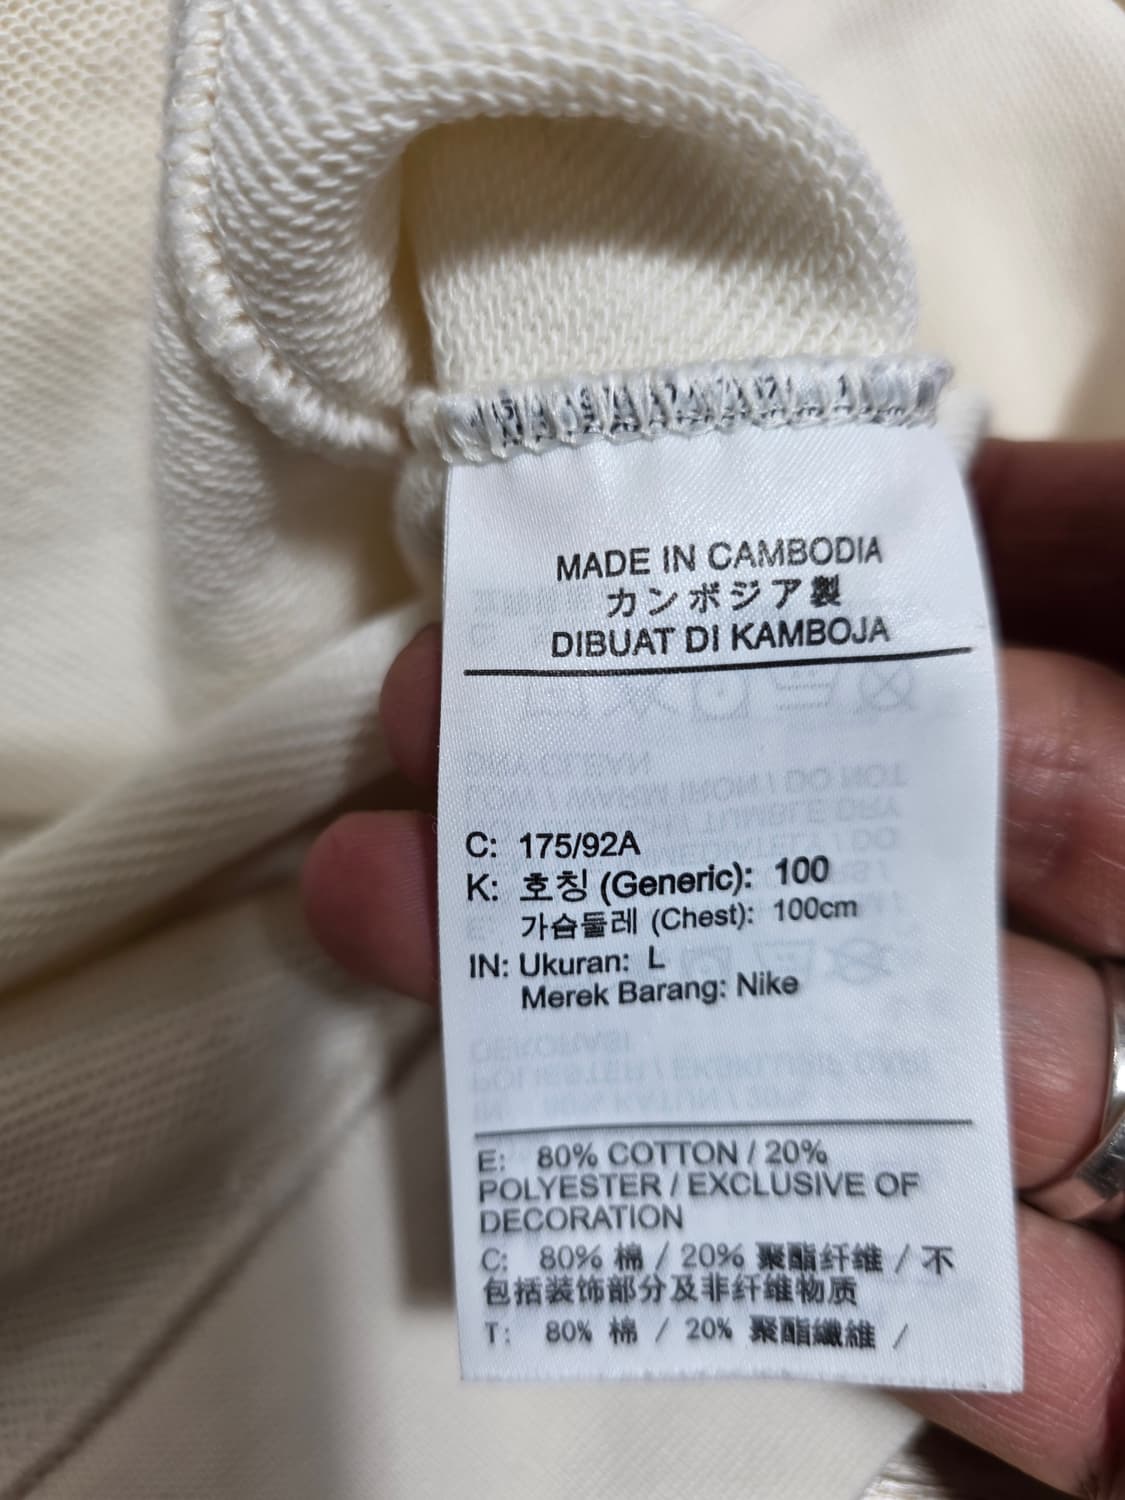 MADE IN CAMBODIA
カンボジア製
DIBUAT DI KAMBOJA
C: 175/92A
K: 호칭 (Generic): 100
가슴둘레 (Chest): 100cm
IN: Ukuran: L
Merek Barang: Nike
E: 80% COTTON / 20%
POLYESTER / EXCLUSIVE OF
DECORATION
C: 80% 棉 / 20% 聚酯纤维 / 不
包括装饰部分及非纤维物质
T: 80% 棉 / 20% 聚酯纖維 /